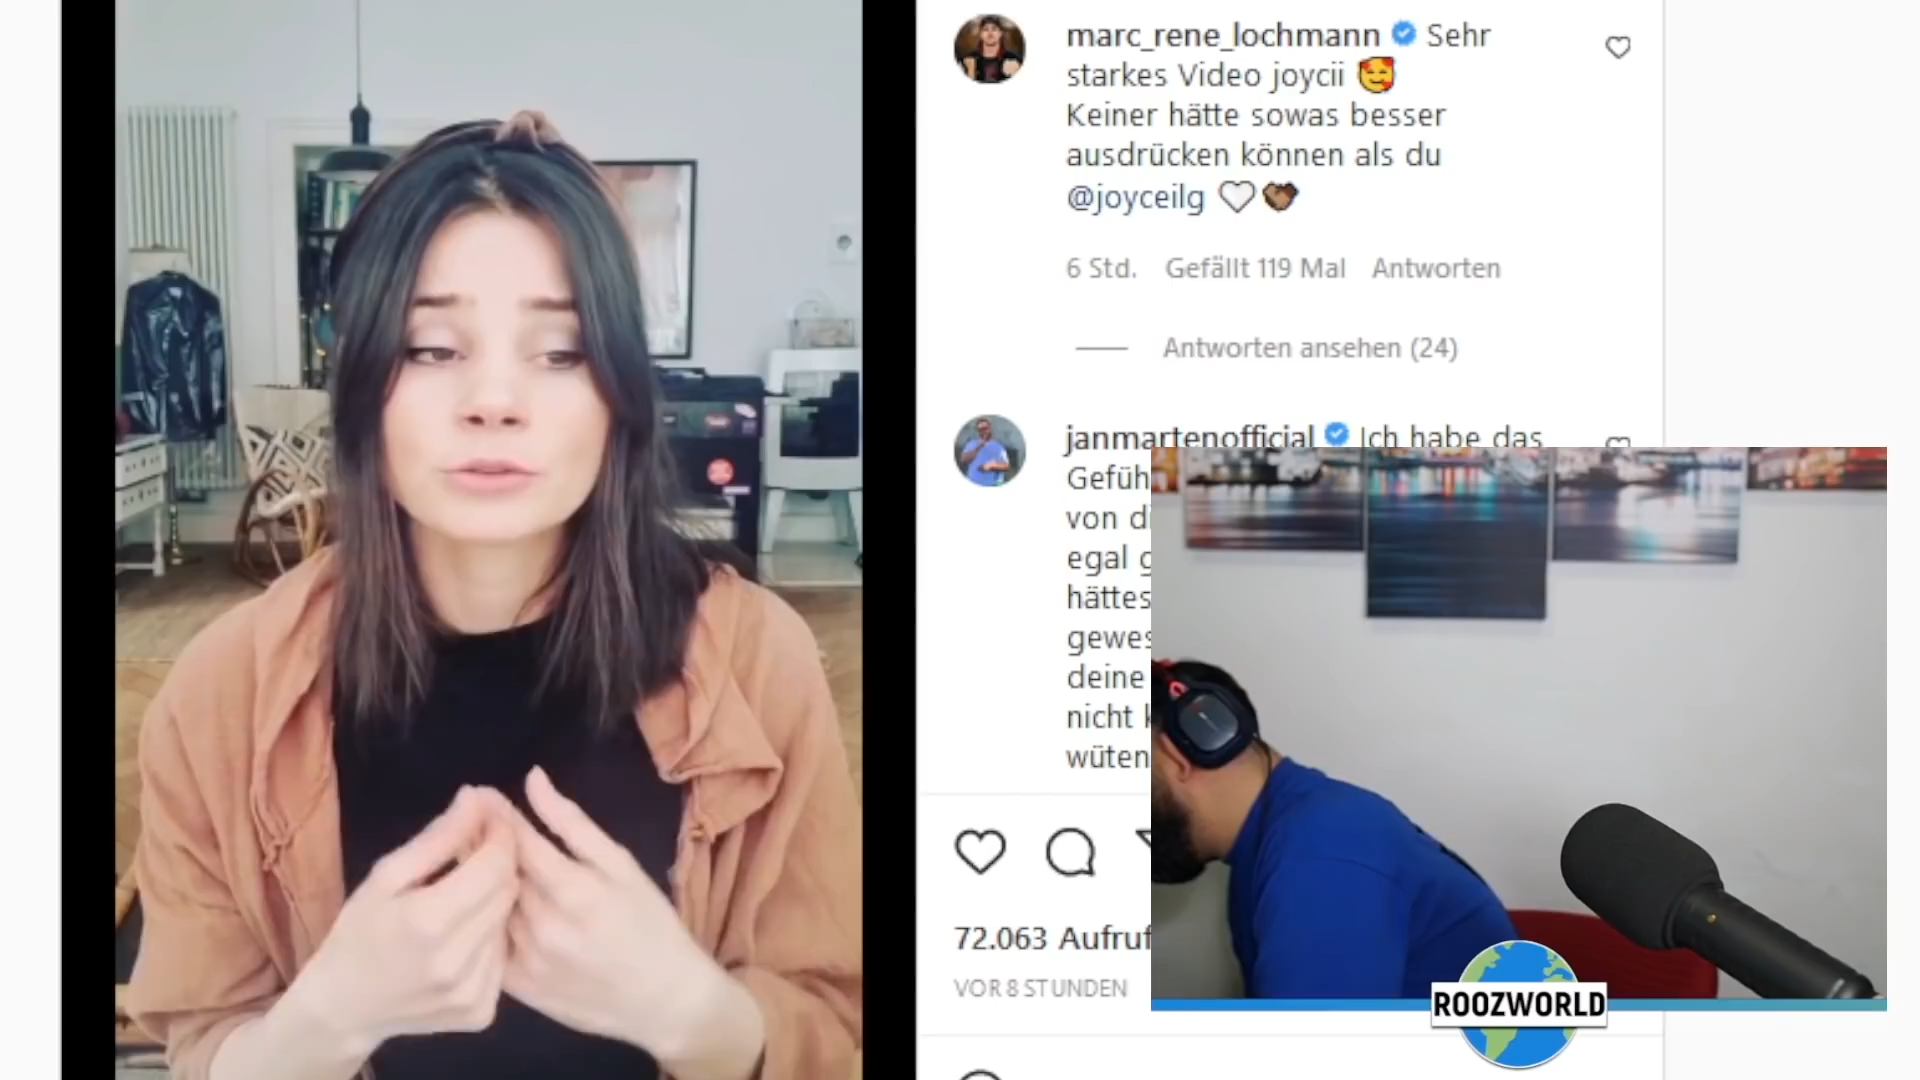 marc_rene_lochmann Sehr
starkes Video joycii 🥰
Keiner hätte sowas besser
ausdrücken können als du
@joyceilg 🤍🤎
6 Std. Gefällt 119 Mal Antworten
Antworten ansehen (24)
janmartenofficial Ich habe das
Gefüh
von di
egal g
hättes
gewes
deine
nicht k
wüten
72.063 Aufruf
VOR 8 STUNDEN
ROOZWORLD